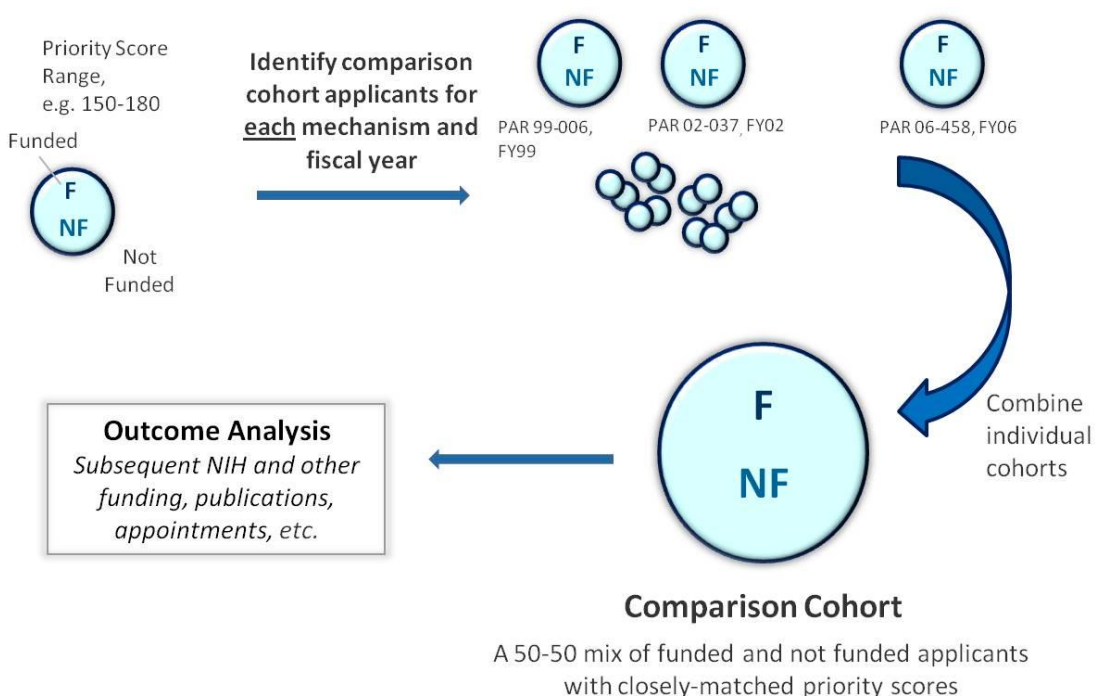 Priority Score
Range,
e.g. 150-180
Funded
F
NF
Not
Funded
Identify comparison
cohort applicants for
each mechanism and
fiscal year
F
NF
PAR 99-006,
FY99
F
NF
PAR 02-037, FY02
F
NF
PAR 06-458, FY06
Combine
individual
cohorts
F
NF
Comparison Cohort
A 50-50 mix of funded and not funded applicants
with closely-matched priority scores
Outcome Analysis
Subsequent NIH and other
funding, publications,
appointments, etc.